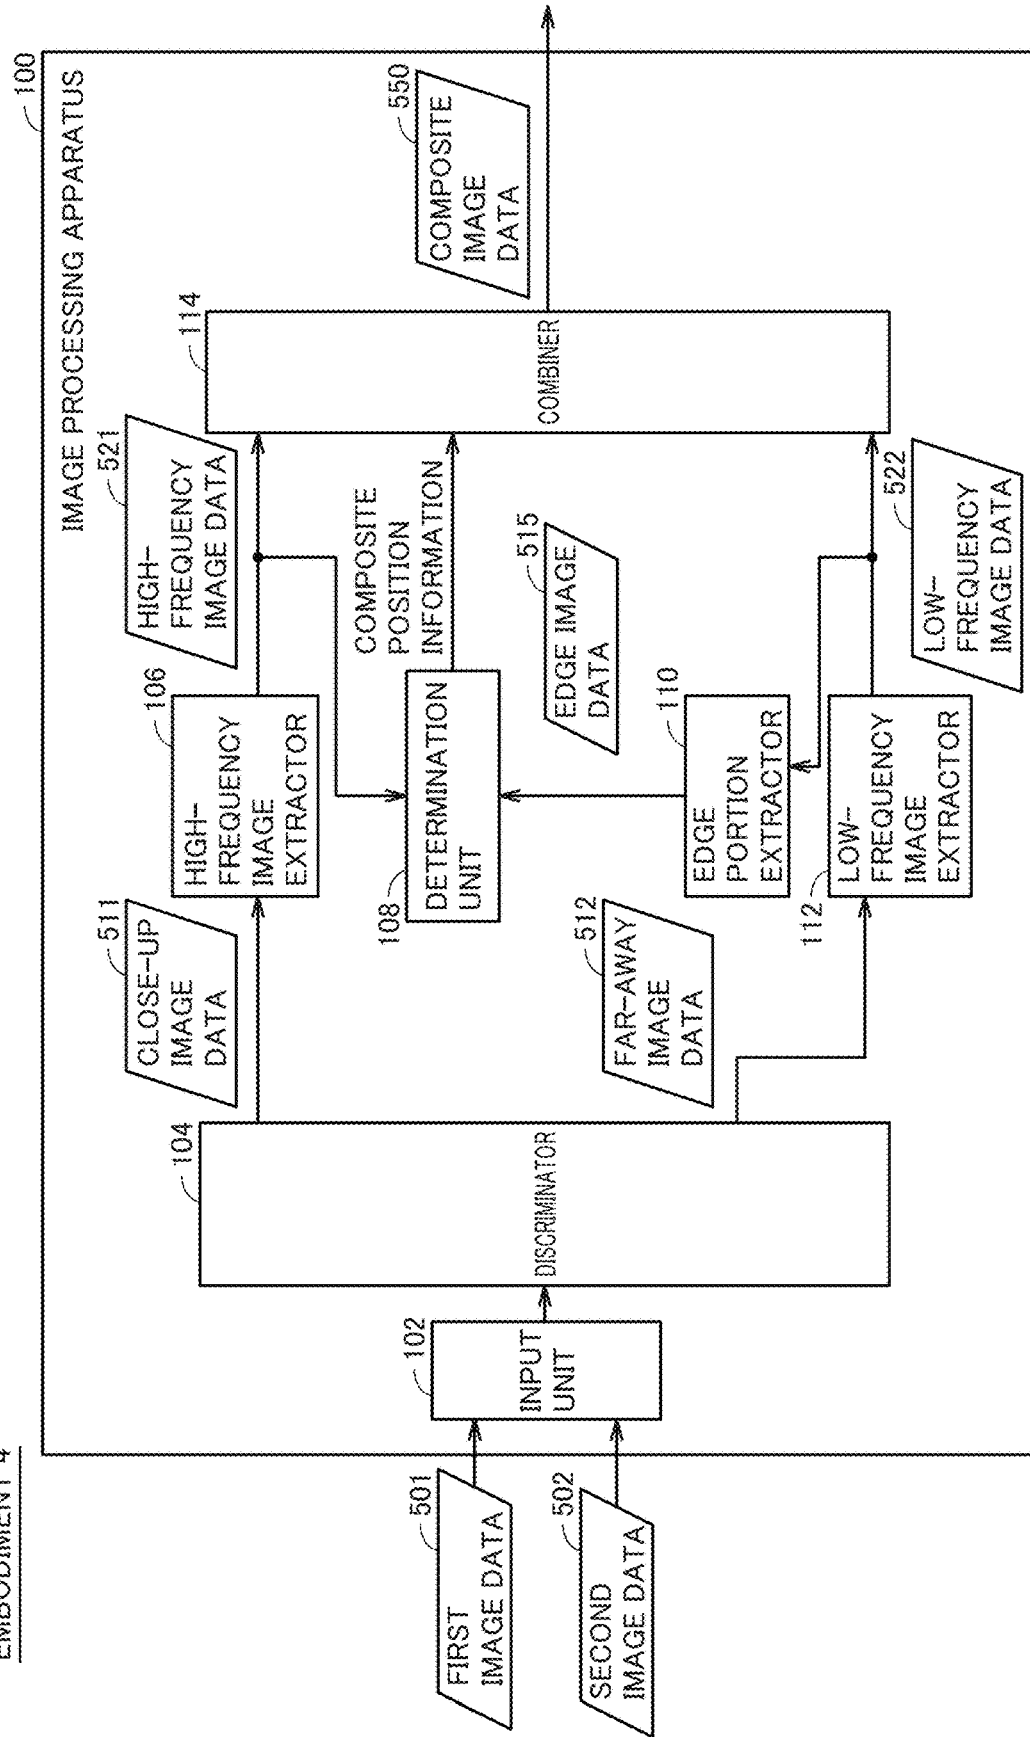 EMBODIMENT 4
100
IMAGE PROCESSING APPARATUS
501
FIRST
IMAGE DATA
502
SECOND
IMAGE DATA
102
INPUT
UNIT
104
DISCRIMINATOR
511
CLOSE-UP
IMAGE
DATA
512
FAR-AWAY
IMAGE
DATA
106
HIGH-
FREQUENCY
IMAGE
EXTRACTOR
108
DETERMINATION
UNIT
110
EDGE
PORTION
EXTRACTOR
112
LOW-
FREQUENCY
IMAGE
EXTRACTOR
521
HIGH-
FREQUENCY
IMAGE DATA
COMPOSITE
POSITION
INFORMATION
515
EDGE IMAGE
DATA
522
LOW-
FREQUENCY
IMAGE DATA
114
COMBINER
550
COMPOSITE
IMAGE
DATA